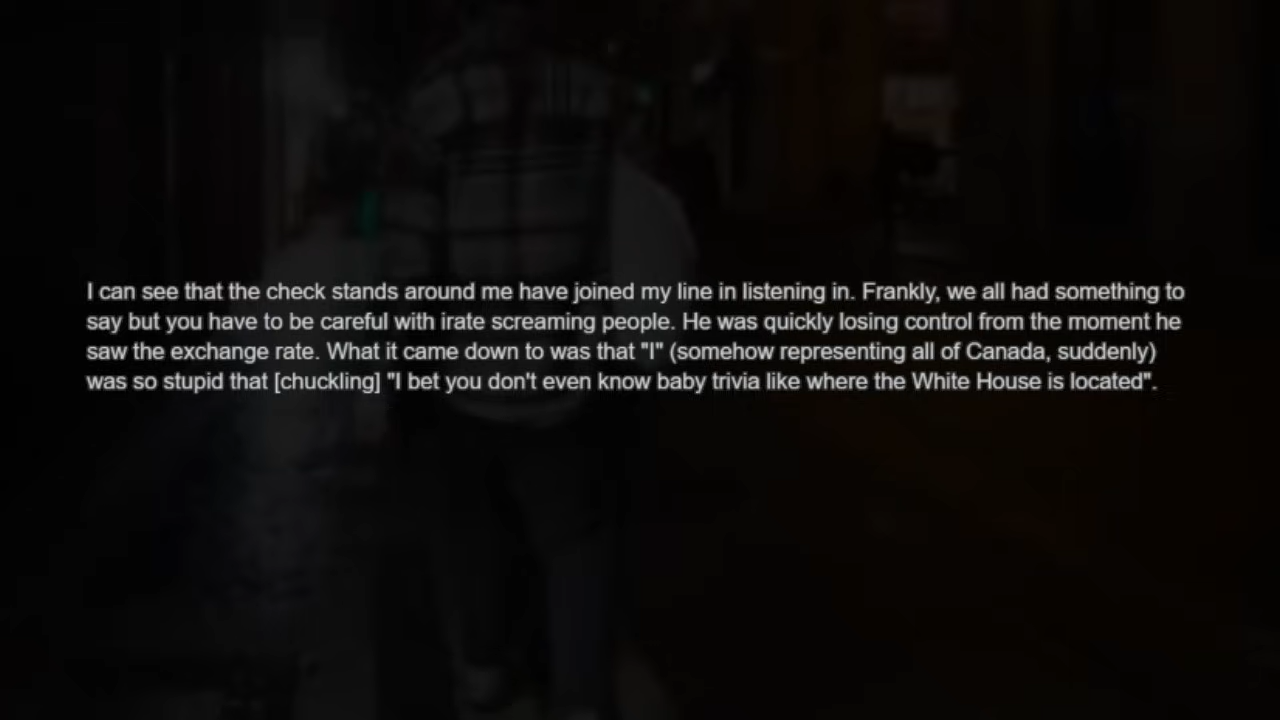 I can see that the check stands around me have joined my line in listening in. Frankly, we all had something to
say but you have to be careful with irate screaming people. He was quickly losing control from the moment he
saw the exchange rate. What it came down to was that "I" (somehow representing all of Canada, suddenly)
was so stupid that [chuckling] "I bet you don't even know baby trivia like where the White House is located".